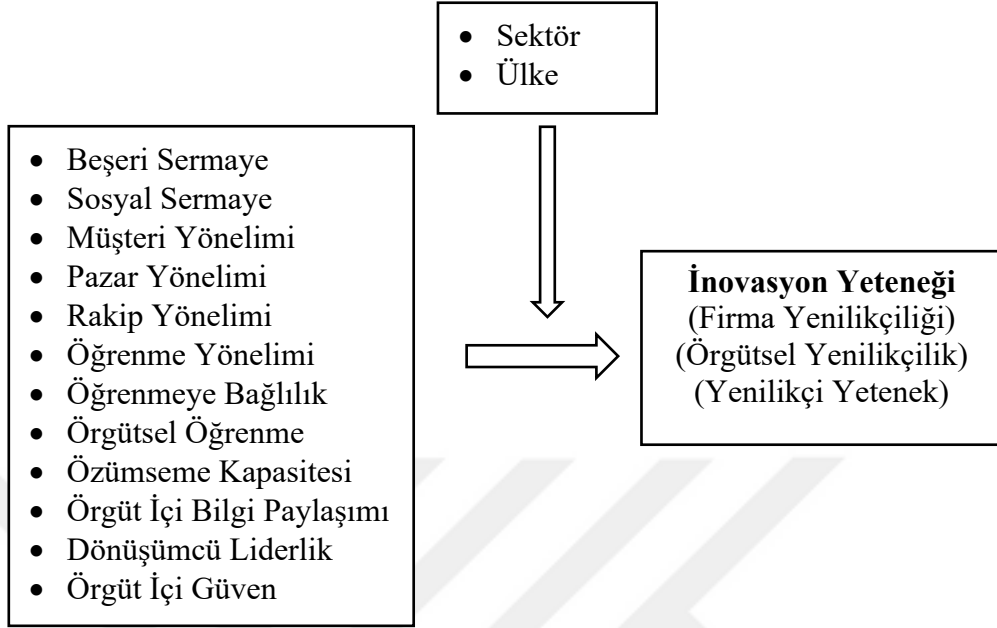 • Sektör
• Ülke
• Beşeri Sermaye
• Sosyal Sermaye
• Müşteri Yönelimi
• Pazar Yönelimi
• Rakip Yönelimi
• Öğrenme Yönelimi
• Öğrenmeye Bağlılık
• Örgütsel Öğrenme
• Özümseme Kapasitesi
• Örgüt İçi Bilgi Paylaşımı
• Dönüşümcü Liderlik
• Örgüt İçi Güven
İnovasyon Yeteneği
(Firma Yenilikçiliği)
(Örgütsel Yenilikçilik)
(Yenilikçi Yetenek)